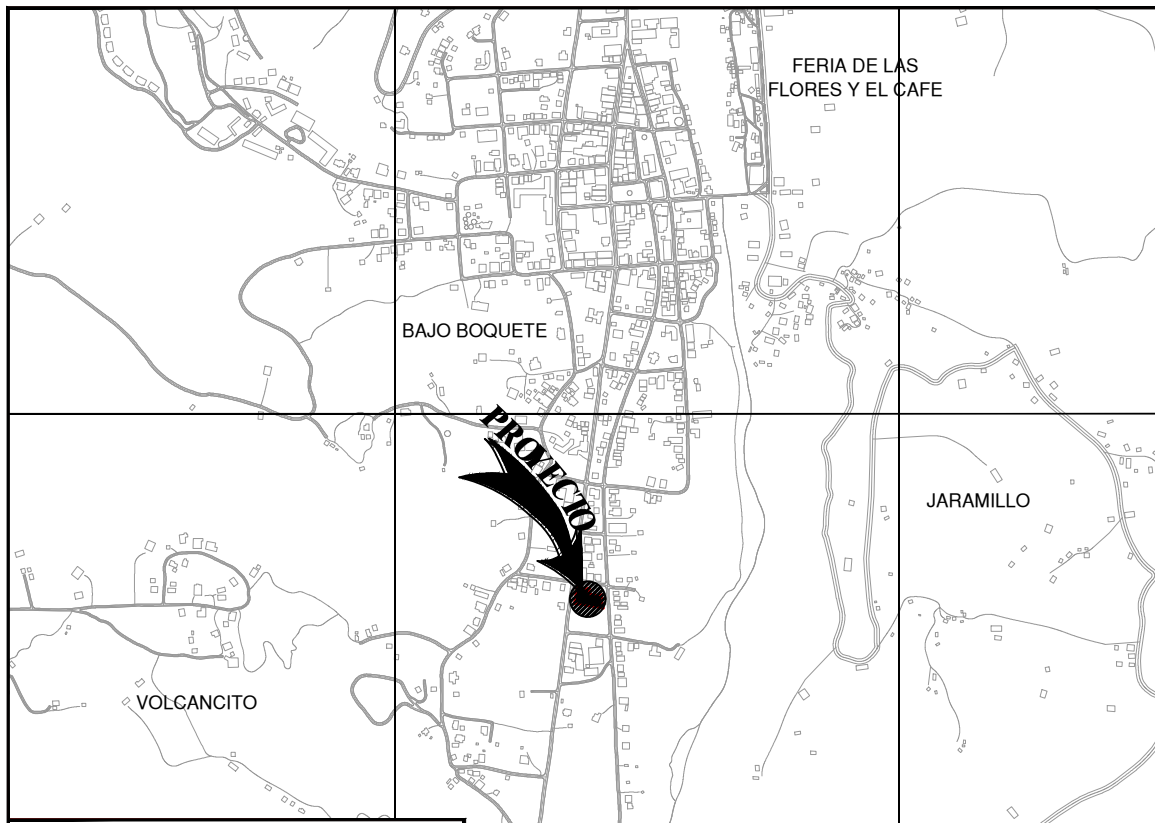 FERIA DE LAS
FLORES Y EL CAFE
BAJO BOQUETE
PROYECTO
JARAMILLO
VOLCANCITO